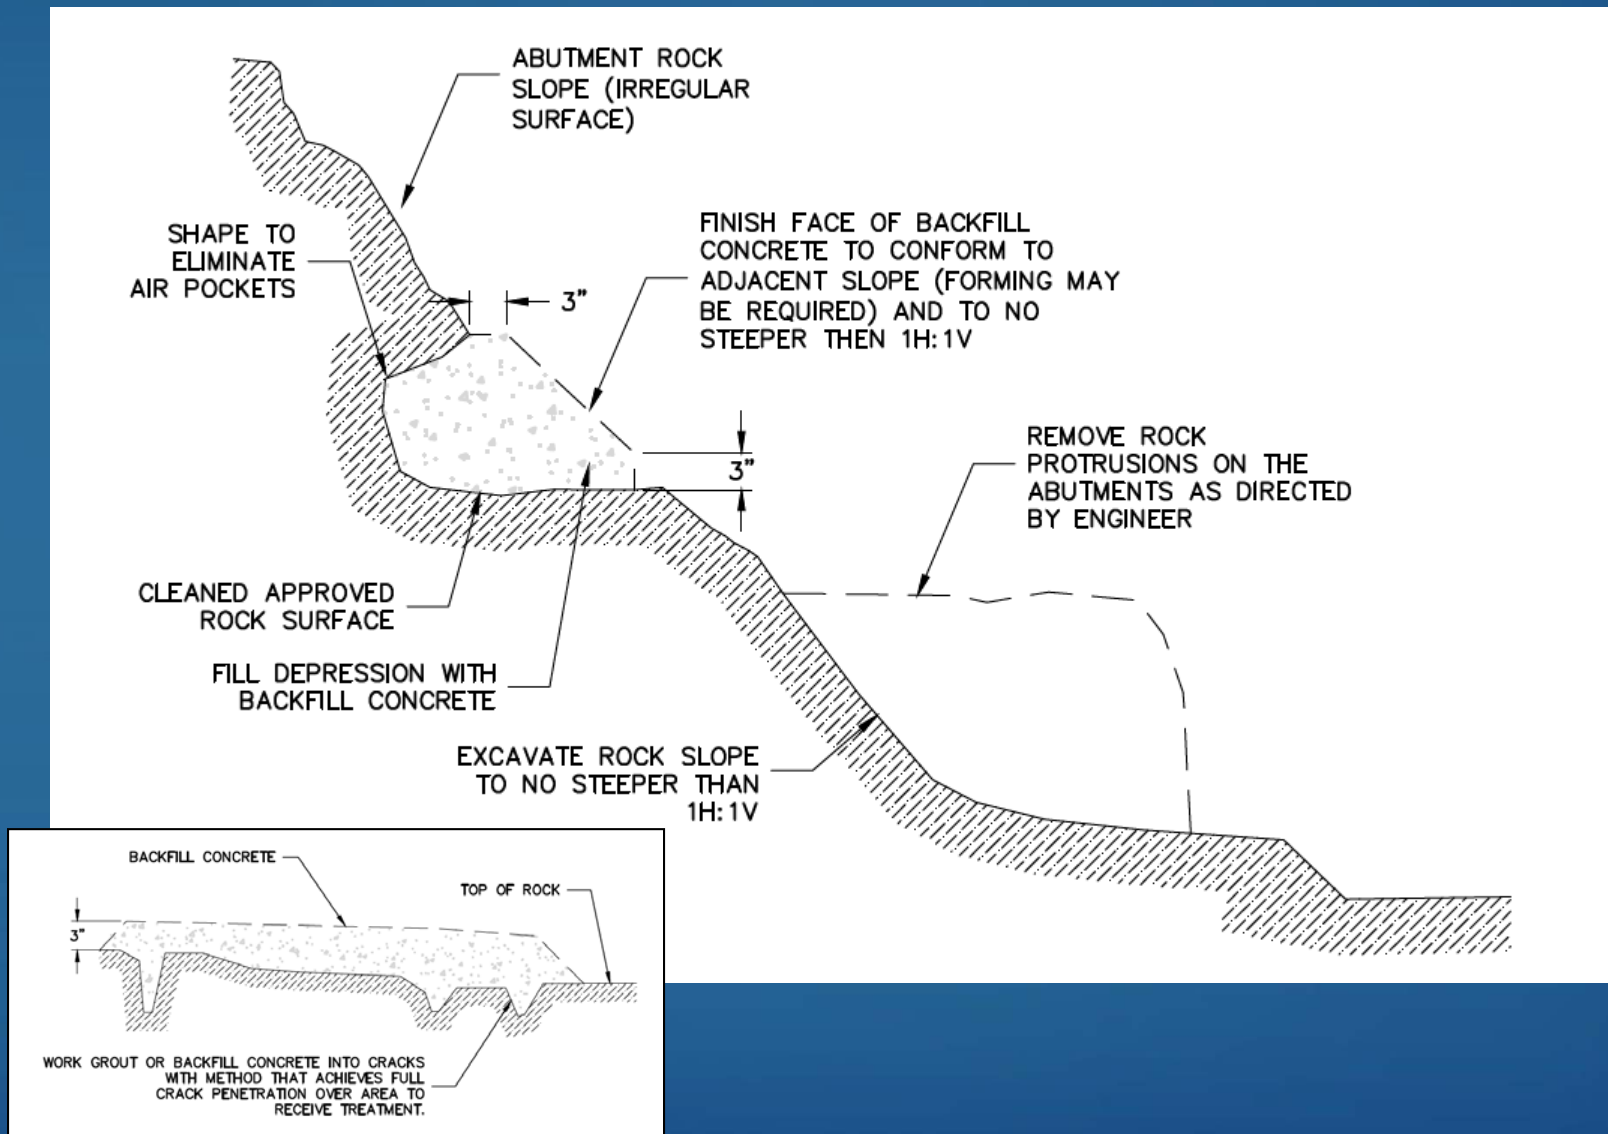 ABUTMENT ROCK
SLOPE (IRREGULAR
SURFACE)
SHAPE TO
ELIMINATE
AIR POCKETS
3"
FINISH FACE OF BACKFILL
CONCRETE TO CONFORM TO
ADJACENT SLOPE (FORMING MAY
BE REQUIRED) AND TO NO
STEEPER THEN 1H:1V
3"
REMOVE ROCK
PROTRUSIONS ON THE
ABUTMENTS AS DIRECTED
BY ENGINEER
CLEANED APPROVED
ROCK SURFACE
FILL DEPRESSION WITH
BACKFILL CONCRETE
EXCAVATE ROCK SLOPE
TO NO STEEPER THAN
1H:1V
BACKFILL CONCRETE
TOP OF ROCK
3"
WORK GROUT OR BACKFILL CONCRETE INTO CRACKS
WITH METHOD THAT ACHIEVES FULL
CRACK PENETRATION OVER AREA TO
RECEIVE TREATMENT.